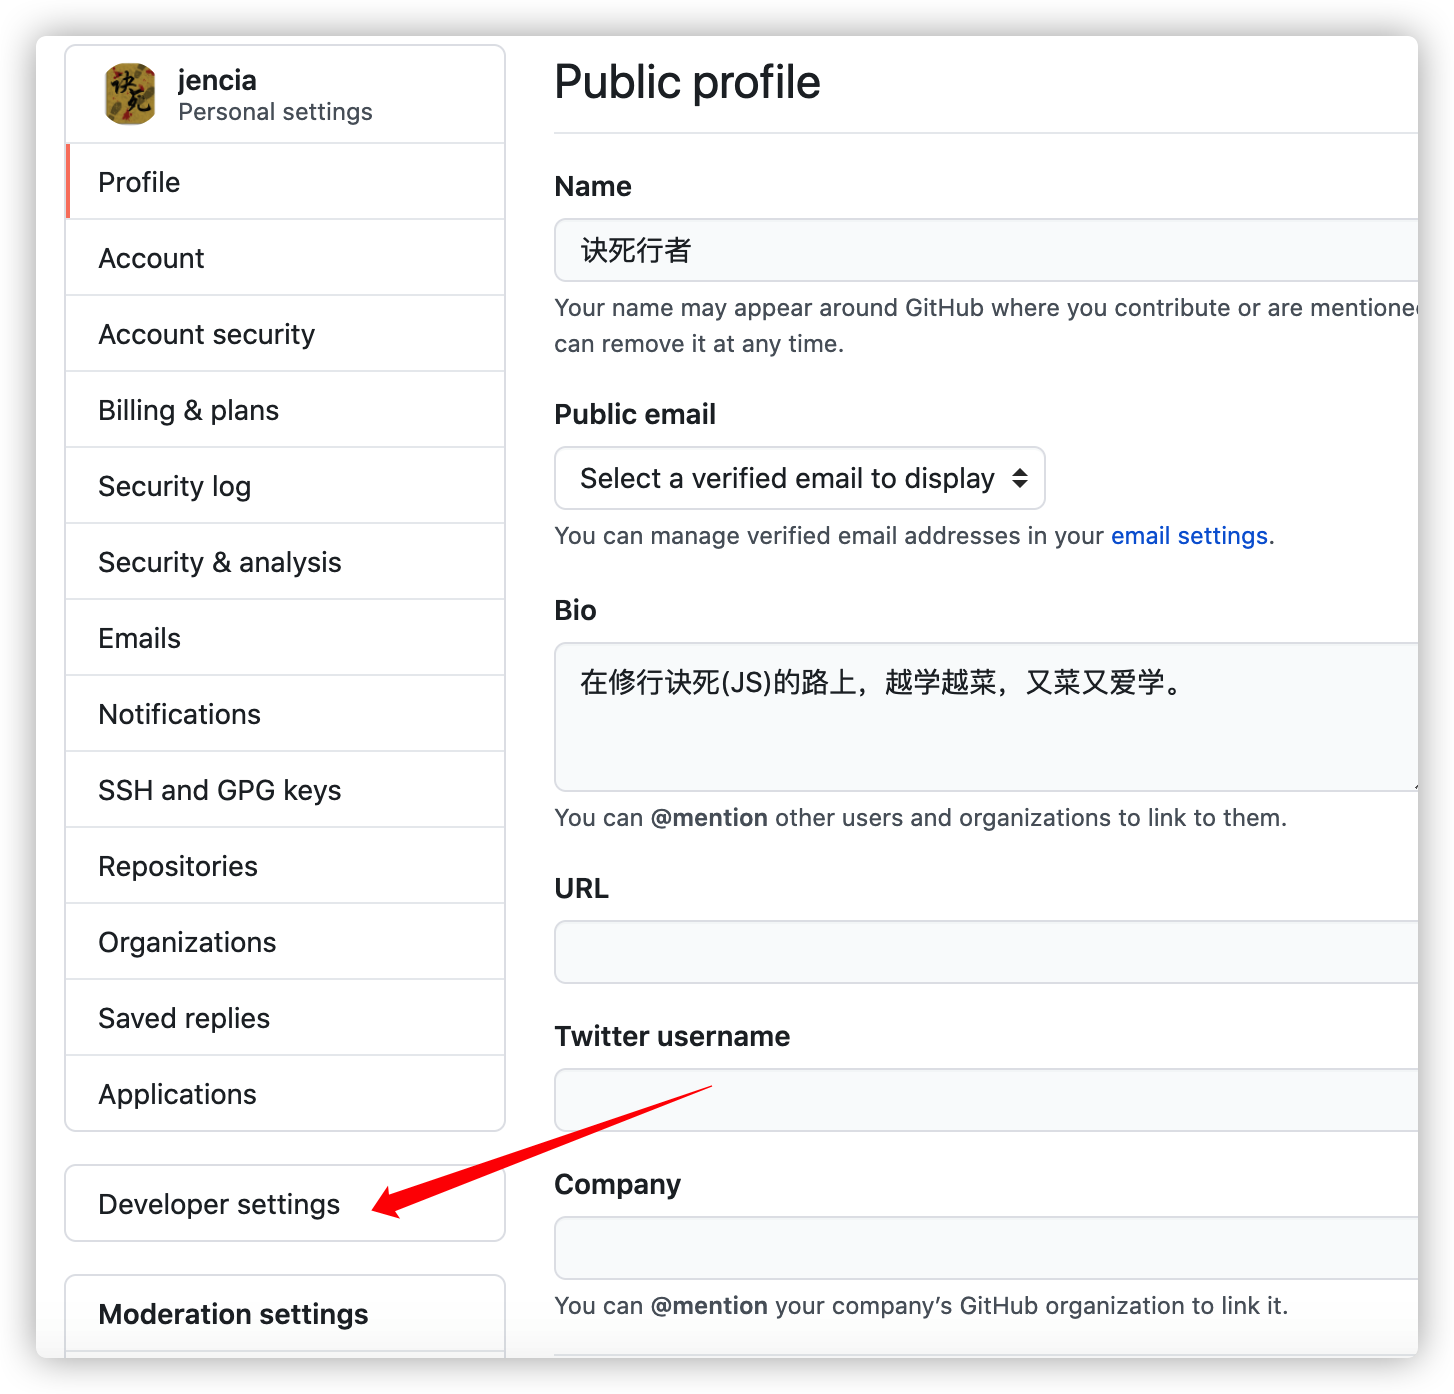 诀死
jencia
Personal settings
Profile
Account
Account security
Billing & plans
Security log
Security & analysis
Emails
Notifications
SSH and GPG keys
Repositories
Organizations
Saved replies
Applications
Developer settings
Moderation settings
Public profile
Name
诀死行者
Your name may appear around GitHub where you contribute or are mentioned
can remove it at any time.
Public email
Select a verified email to display
You can manage verified email addresses in your email settings.
Bio
在修行诀死(JS)的路上，越学越菜，又菜又爱学。
You can @mention other users and organizations to link to them.
URL
Twitter username
Company
You can @mention your company’s GitHub organization to link it.